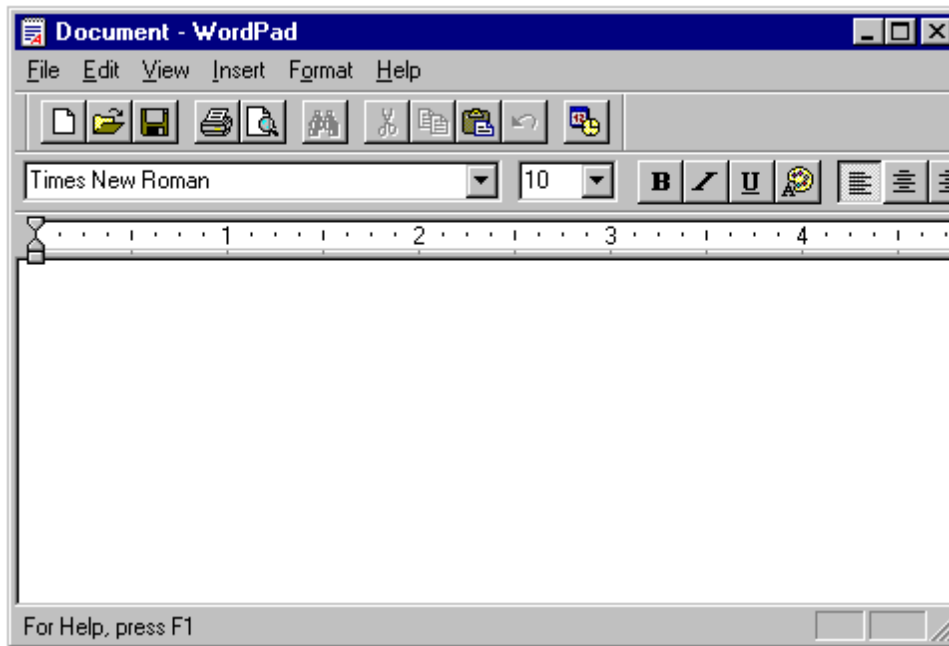 Document - WordPad
File Edit View Insert Format Help
12
Times New Roman 10 B I U A
1 2 3 4
For Help, press F1